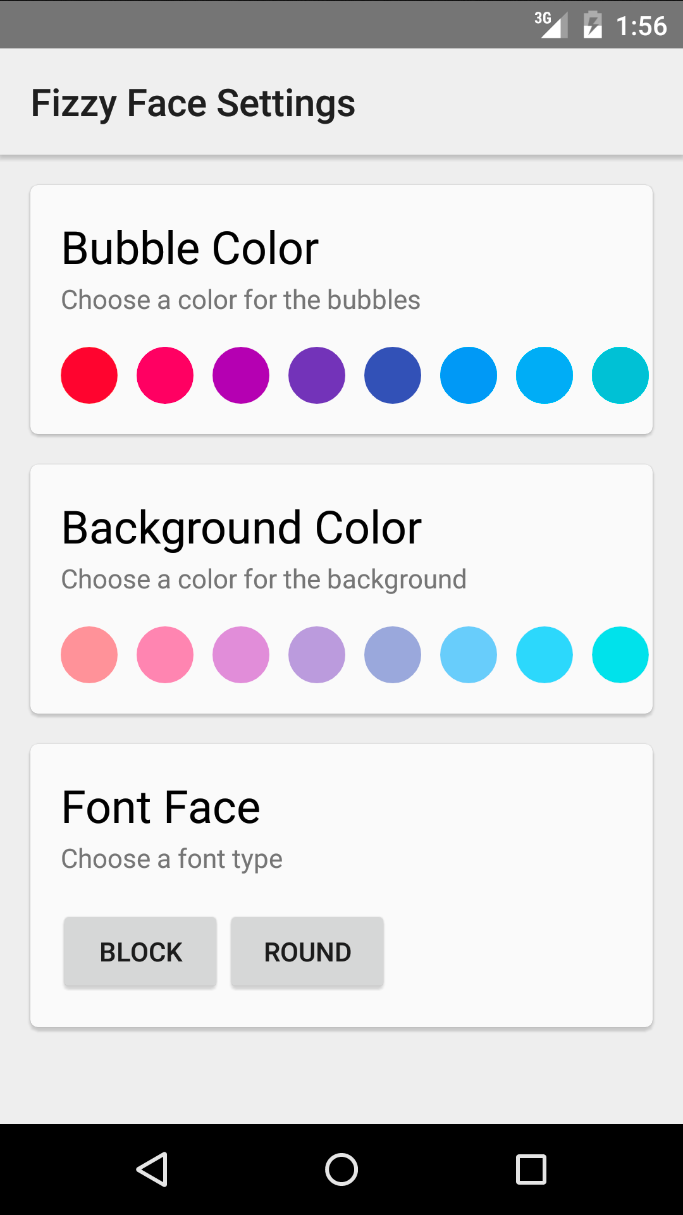 3G 1:56
Fizzy Face Settings
Bubble Color
Choose a color for the bubbles
Background Color
Choose a color for the background
Font Face
Choose a font type
BLOCK ROUND